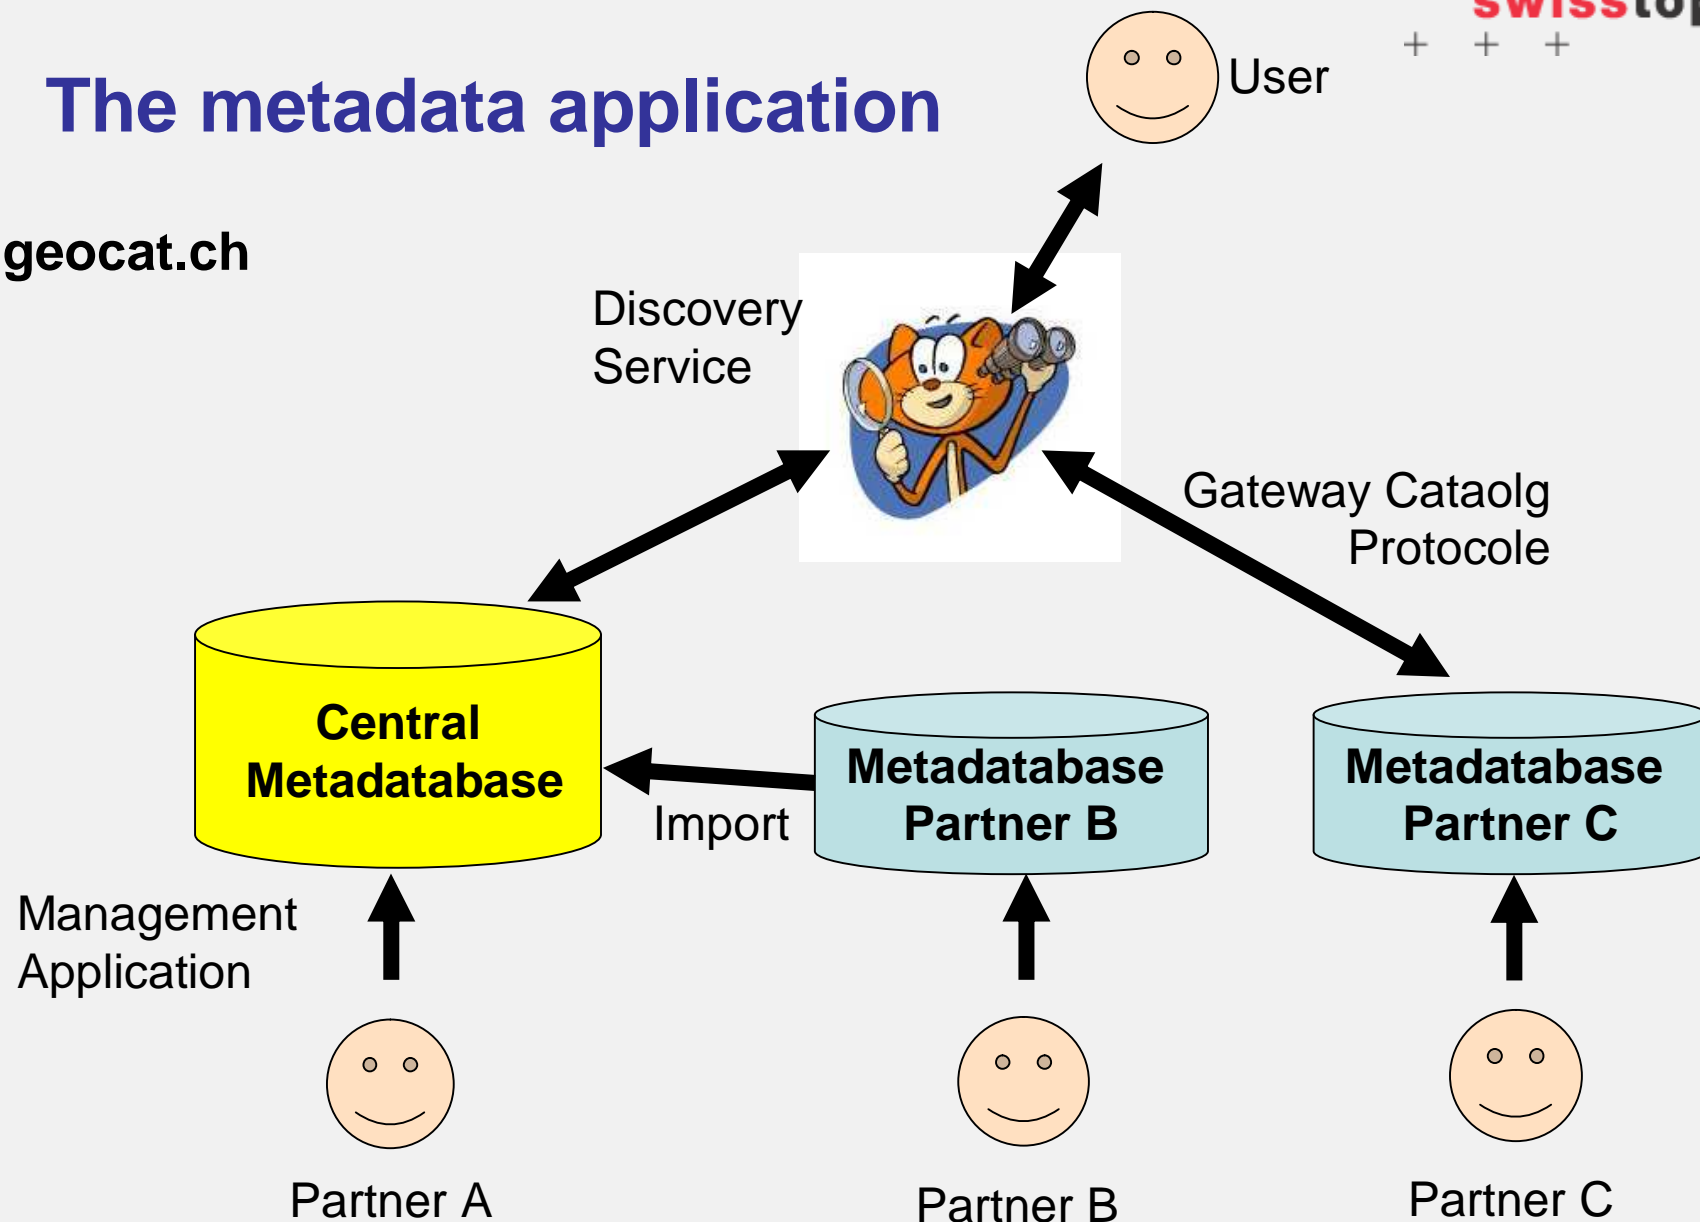 swisstop
The metadata application
User
geocat.ch
Discovery
Service
Gateway Cataolg
Protocole
Central
Metadatabase
Metadatabase
Partner B
Metadatabase
Partner C
Import
Management
Application
Partner A
Partner B
Partner C